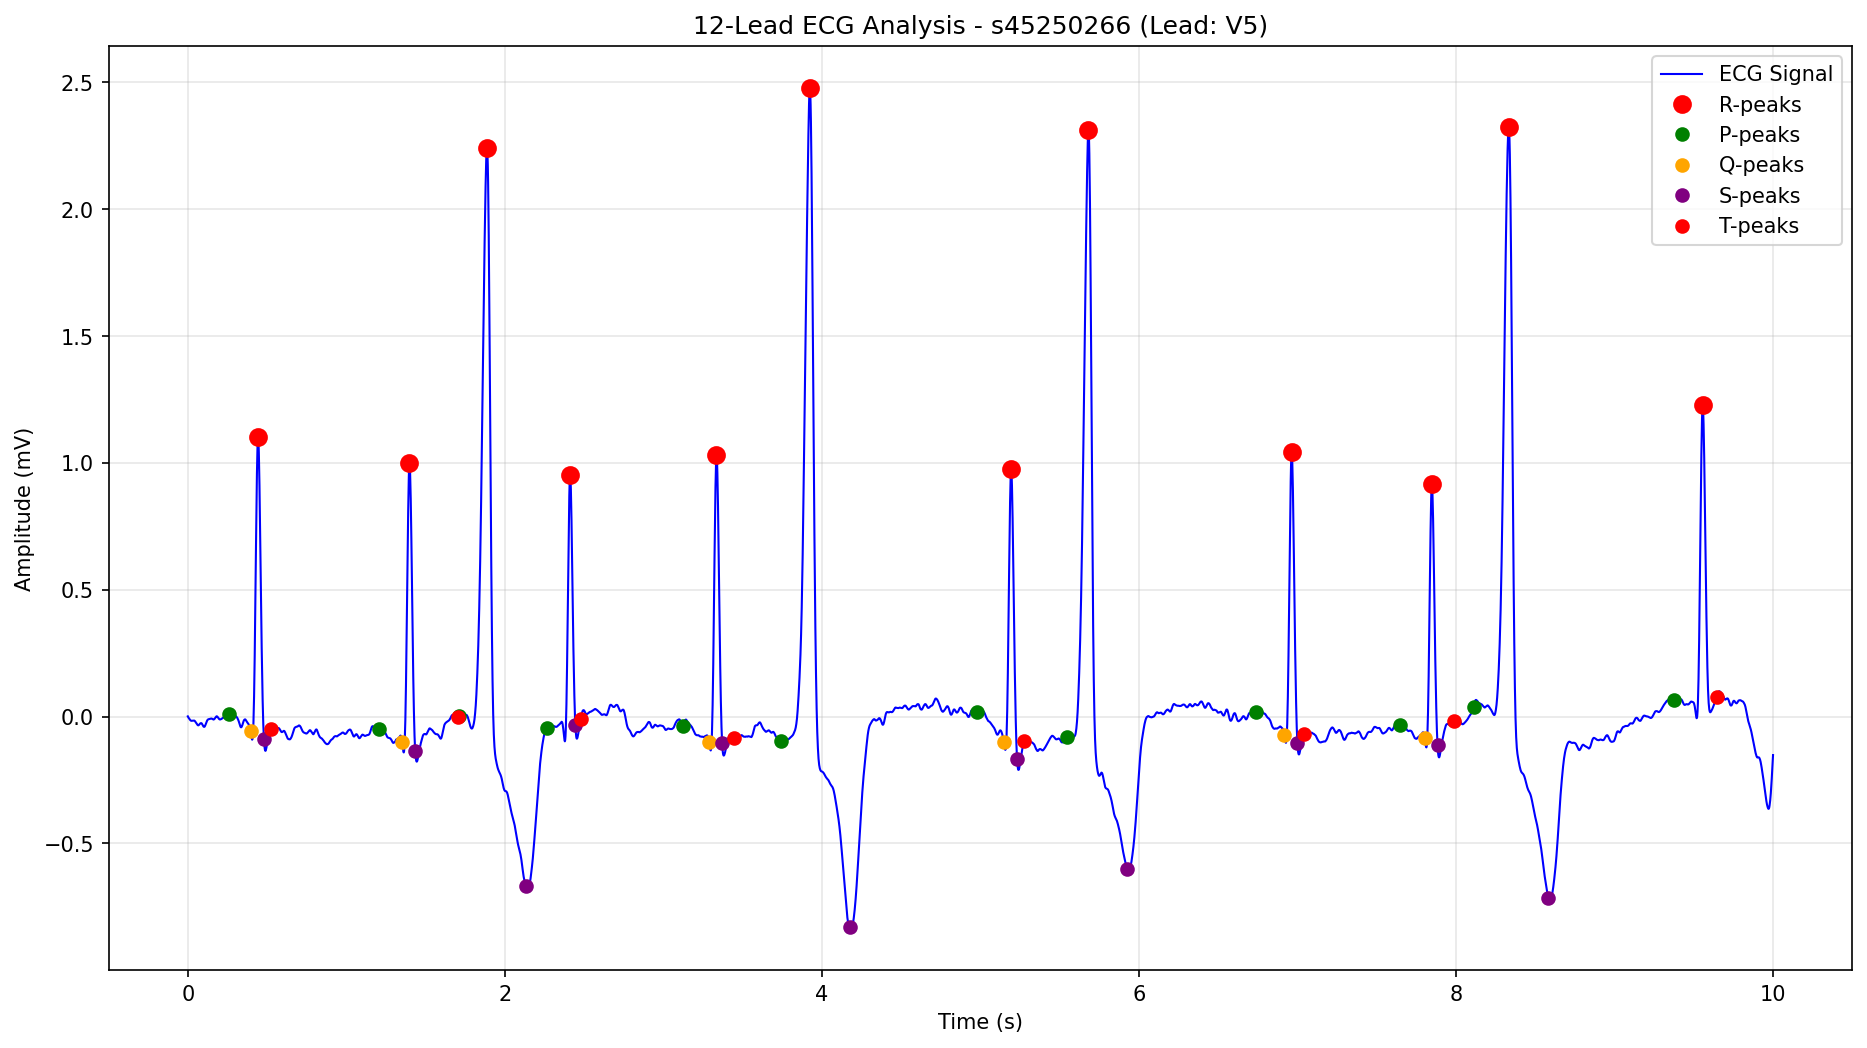 12-Lead ECG Analysis - s45250266 (Lead: V5)
ECG Signal
R-peaks
P-peaks
Q-peaks
S-peaks
T-peaks
Amplitude (mV)
2.5
2.0
1.5
1.0
0.5
0.0
−0.5
0 2 4 6 8 10
Time (s)